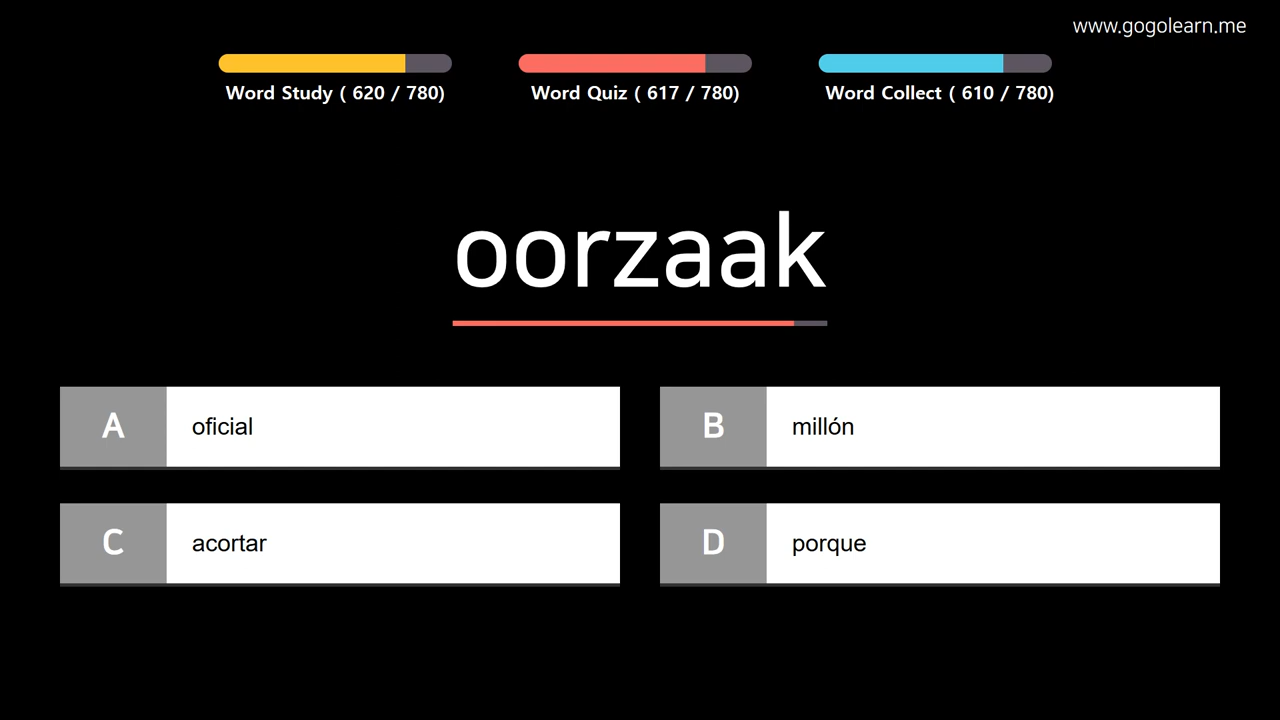 www.gogolearn.me
Word Study ( 620 / 780)
Word Quiz ( 617 / 780)
Word Collect ( 610 / 780)
oorzaak
A
oficial
B
millón
C
acortar
D
porque